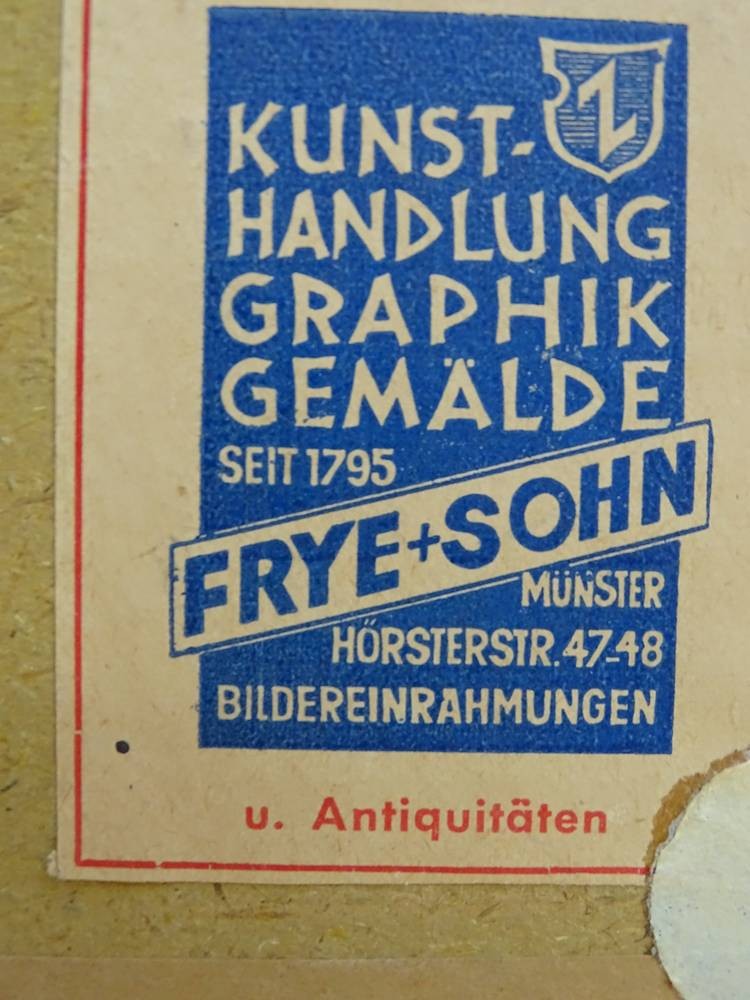 Z
KUNST-
HANDLUNG
GRAPHIK
GEMÄLDE
SEIT 1795
FRYE+SOHN
MÜNSTER
HÖRSTERSTR. 47-48
BILDEREINRAHMUNGEN
u. Antiquitäten